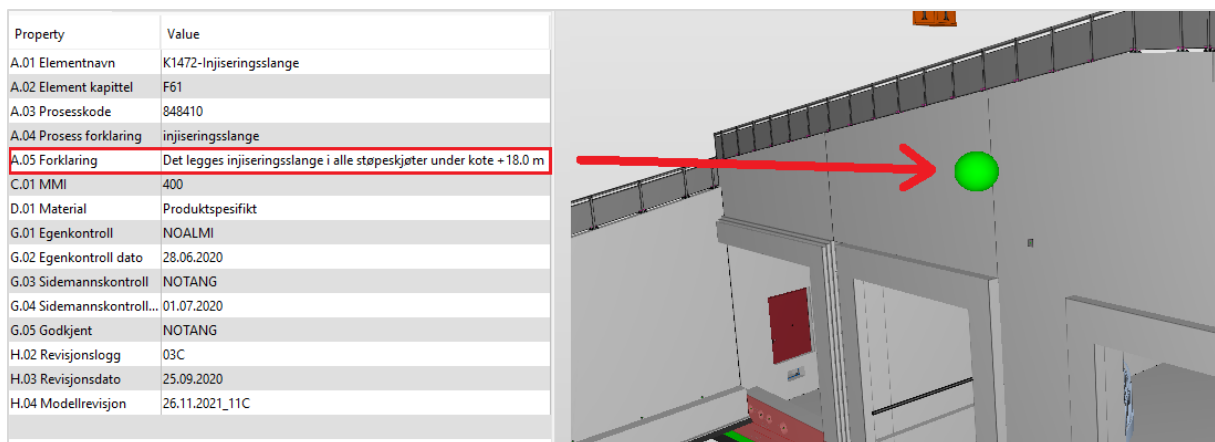 Property Value
A.01 Elementnavn K1472-Injiseringsslange
A.02 Element kapittel F61
A.03 Prosesskode 848410
A.04 Prosess forklaring injiseringsslange
A.05 Forklaring Det legges injiseringsslange i alle støpeskjøter under kote +18.0 m
C.01 MMI 400
D.01 Material Produktspesifikt
G.01 Egenkontroll NOALMI
G.02 Egenkontroll dato 28.06.2020
G.03 Sidemannskontroll NOTANG
G.04 Sidemannskontroll... 01.07.2020
G.05 Godkjent NOTANG
H.02 Revisjonslogg 03C
H.03 Revisjonsdato 25.09.2020
H.04 Modellrevisjon 26.11.2021_11C